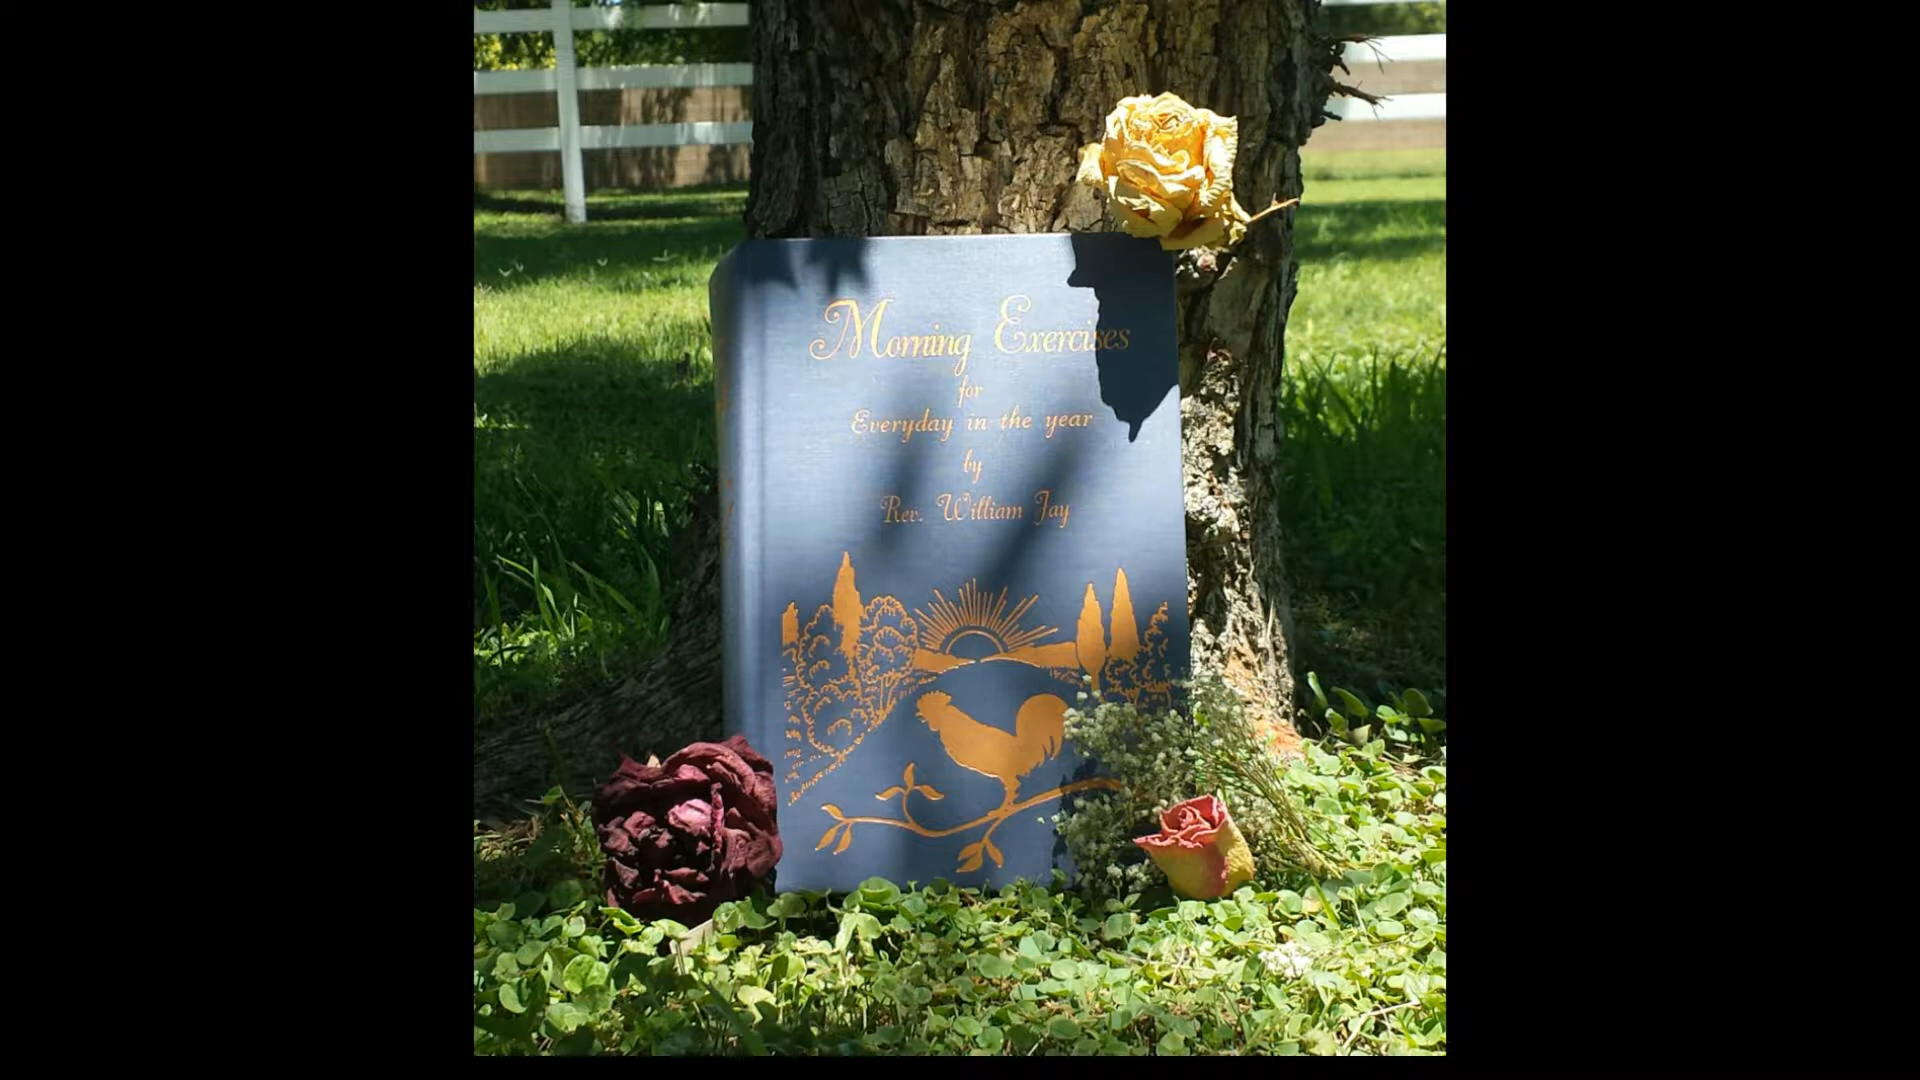 Morning Exercises
for
Everyday in the year
by
Rev. William Jay